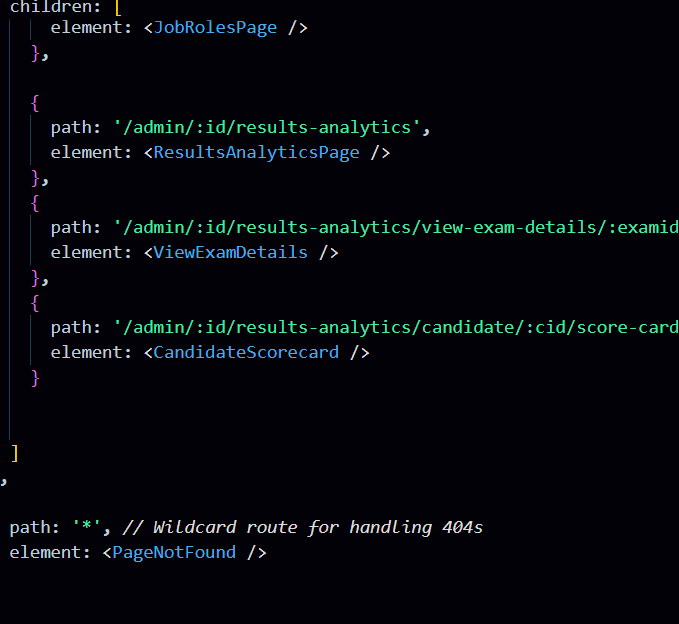 children: [
element: <JobRolesPage />
},
{
path: '/admin/:id/results-analytics',
element: <ResultsAnalyticsPage />
},
{
path: '/admin/:id/results-analytics/view-exam-details/:examid
element: <ViewExamDetails />
},
{
path: '/admin/:id/results-analytics/candidate/:cid/score-card
element: <CandidateScorecard />
}
]
,
path: '*', // Wildcard route for handling 404s
element: <PageNotFound />